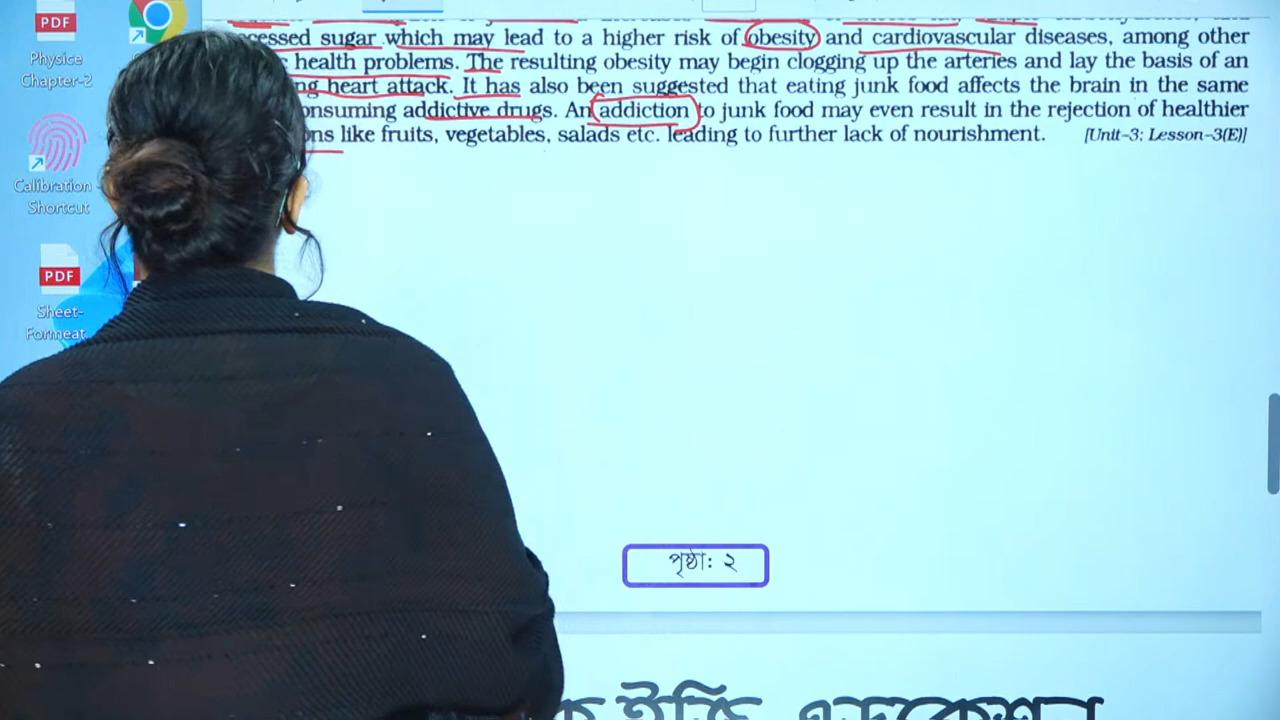 Physice
Chapter-2
Calibration
Shortcut
PDF
Sheet-
Formeat
cessed sugar which may lead to a higher risk of obesity and cardiovascular diseases, among other
health problems. The resulting obesity may begin clogging up the arteries and lay the basis of an
ng heart attack. It has also been suggested that eating junk food affects the brain in the same
onsuming addictive drugs. An addiction to junk food may even result in the rejection of healthier
ns like fruits, vegetables, salads etc. leading to further lack of nourishment. [Unit-3; Lesson-3(E)]
পৃষ্ঠা: ২